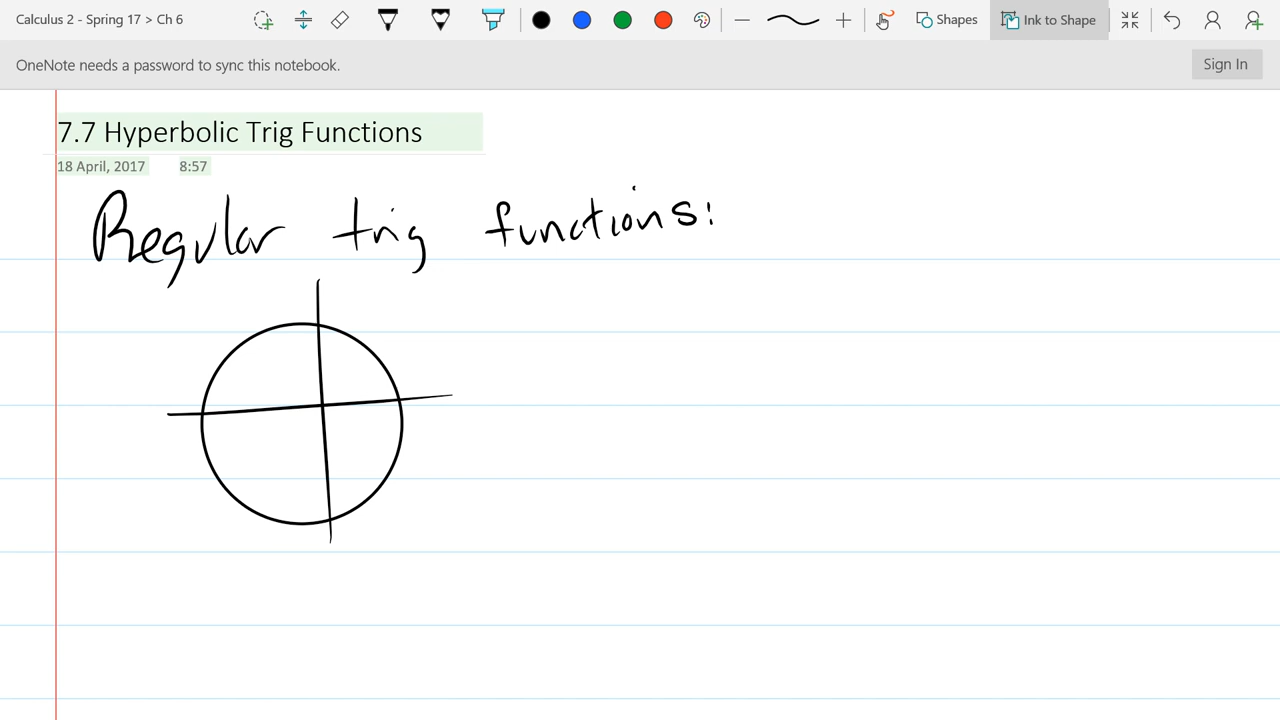 Calculus 2 - Spring 17 > Ch 6
Shapes
Ink to Shape
OneNote needs a password to sync this notebook.
Sign In
7.7 Hyperbolic Trig Functions
18 April, 2017 8:57
Regular trig functions: